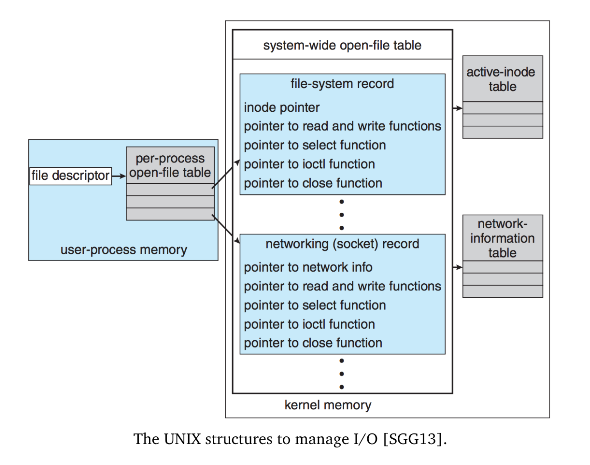 system-wide open-file table
file-system record
inode pointer
pointer to read and write functions
pointer to select function
pointer to ioctl function
pointer to close function
active-inode
table
file descriptor
per-process
open-file table
user-process memory
networking (socket) record
pointer to network info
pointer to read and write functions
pointer to select function
pointer to ioctl function
pointer to close function
network-
information
table
kernel memory
The UNIX structures to manage I/O [SGG13].